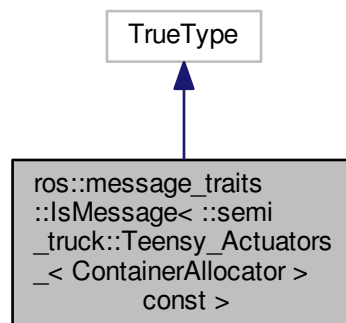 TrueType
ros::message_traits
::IsMessage< ::semi
_truck::Teensy_Actuators
_< ContainerAllocator >
const >